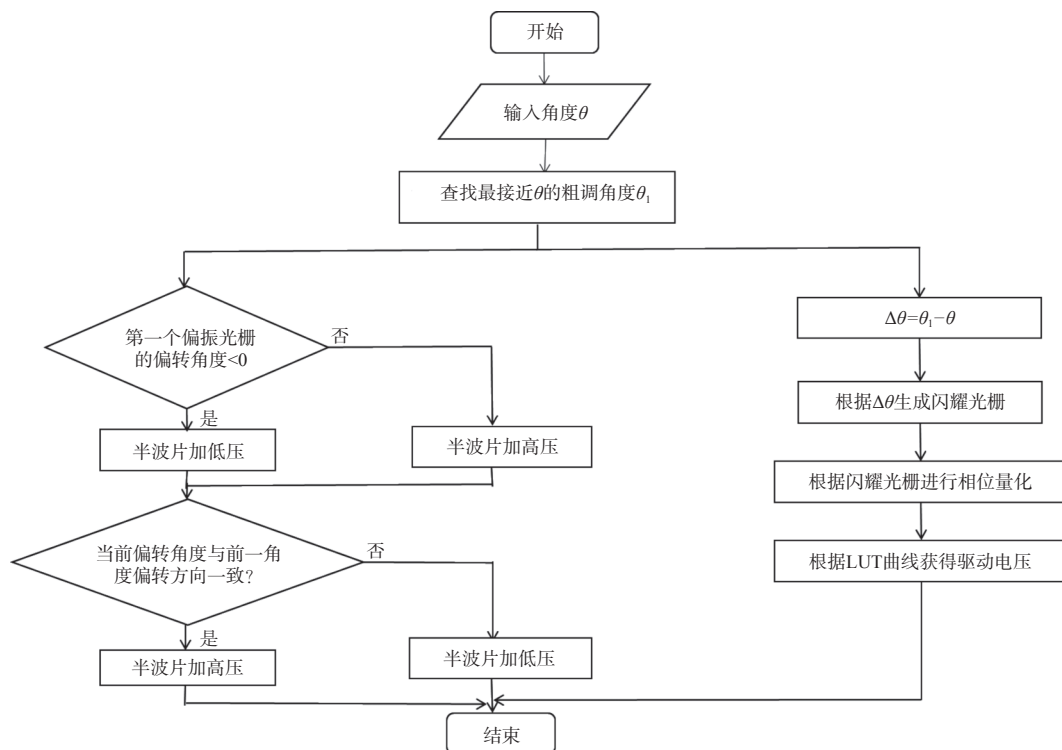 开始
输入角度θ
查找最接近θ的粗调角度θ₁
第一个偏振光栅
的偏转角度<0
否
是
半波片加低压
半波片加高压
当前偏转角度与前一角
度偏转方向一致?
否
是
半波片加高压
半波片加低压
Δθ=θ₁−θ
根据Δθ生成闪耀光栅
根据闪耀光栅进行相位量化
根据LUT曲线获得驱动电压
结束